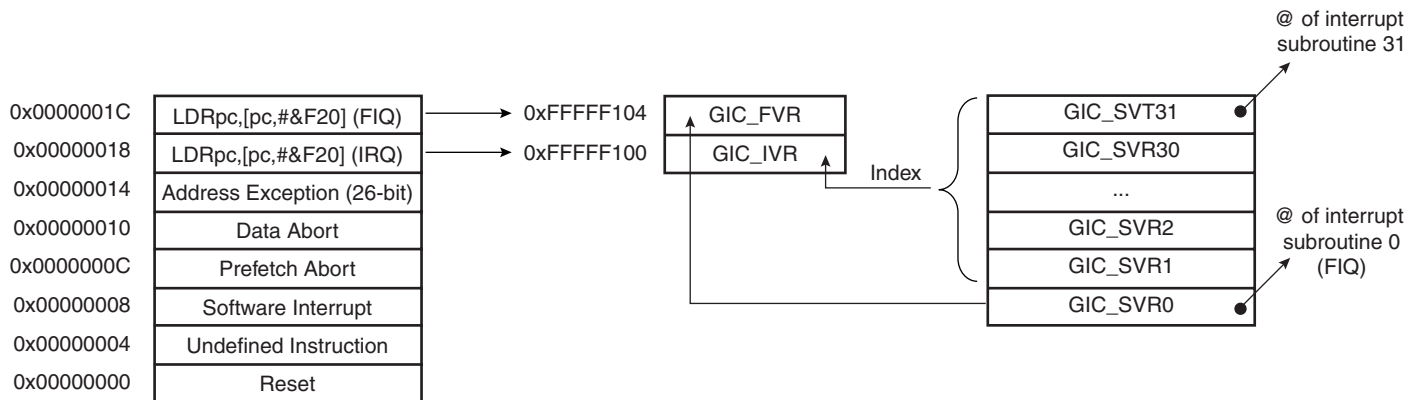 @ of interrupt
subroutine 31
0x0000001C LDRpc,[pc,#&F20] (FIQ) 0xFFFFF104 GIC_FVR GIC_SVT31
0x00000018 LDRpc,[pc,#&F20] (IRQ) 0xFFFFF100 GIC_IVR GIC_SVR30
Index
0x00000014 Address Exception (26-bit) ...
0x00000010 Data Abort GIC_SVR2
@ of interrupt
subroutine 0
(FIQ)
0x0000000C Prefetch Abort GIC_SVR1
0x00000008 Software Interrupt GIC_SVR0
0x00000004 Undefined Instruction
0x00000000 Reset